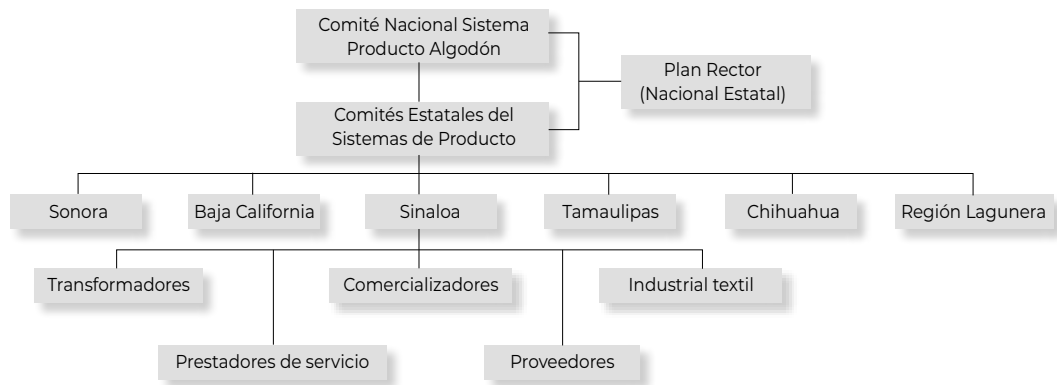 Comité Nacional Sistema
Producto Algodón
Plan Rector
(Nacional Estatal)
Comités Estatales del
Sistemas de Producto
Sonora
Baja California
Sinaloa
Tamaulipas
Chihuahua
Región Lagunera
Transformadores
Comercializadores
Industrial textil
Prestadores de servicio
Proveedores